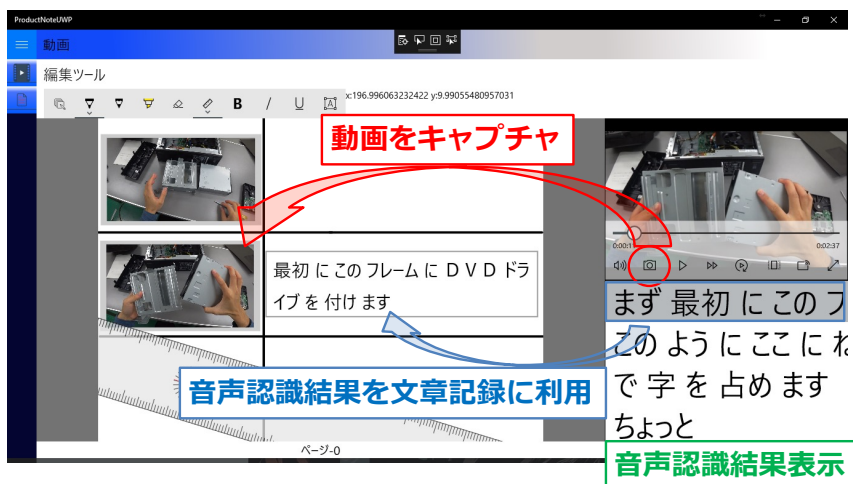 ProductNoteUWP
動画
編集ツール
B I U
x:196.996063232422 y:9.99055480957031
動画をキャプチャ
0:02:37
最初 に この フレーム に D V D ドラ
イブ を 付け ます
まず 最初 に この フ
この よう に ここ に ね
で 字 を 占め ます
ちょっと
音声認識結果を文章記録に利用
音声認識結果表示
ページ-0